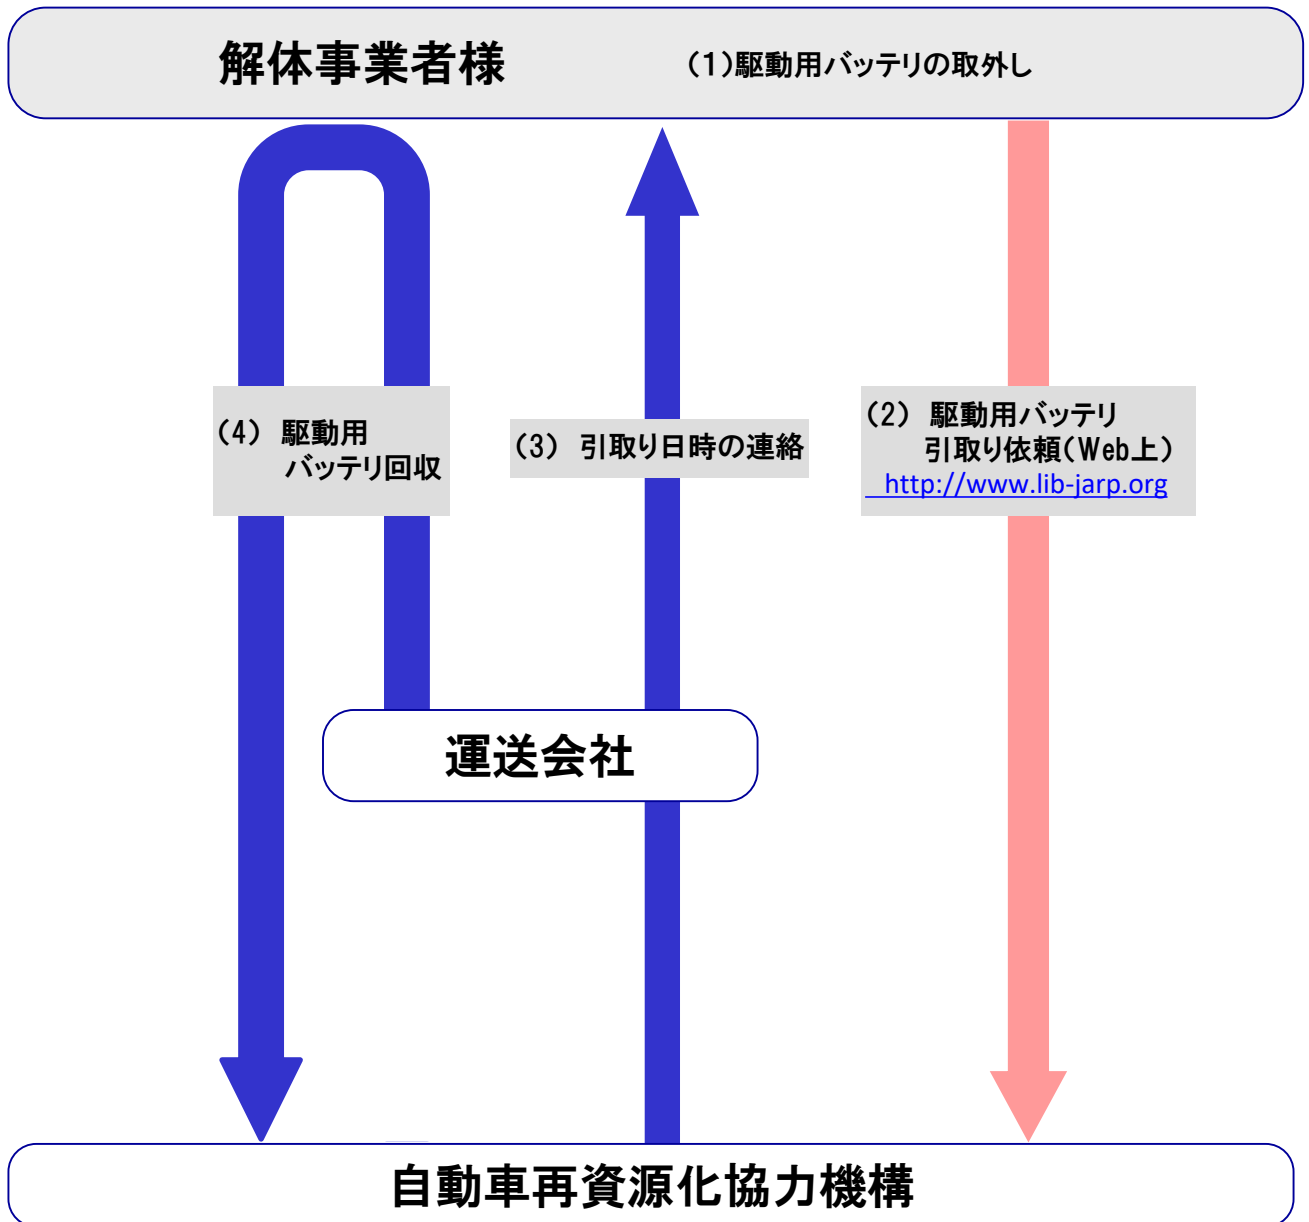 解体事業者様
(1)駆動用バッテリの取外し
(4) 駆動用
バッテリ回収
(3) 引取り日時の連絡
(2) 駆動用バッテリ
引取り依頼(Web上)
http://www.lib-jarp.org
運送会社
自動車再資源化協力機構